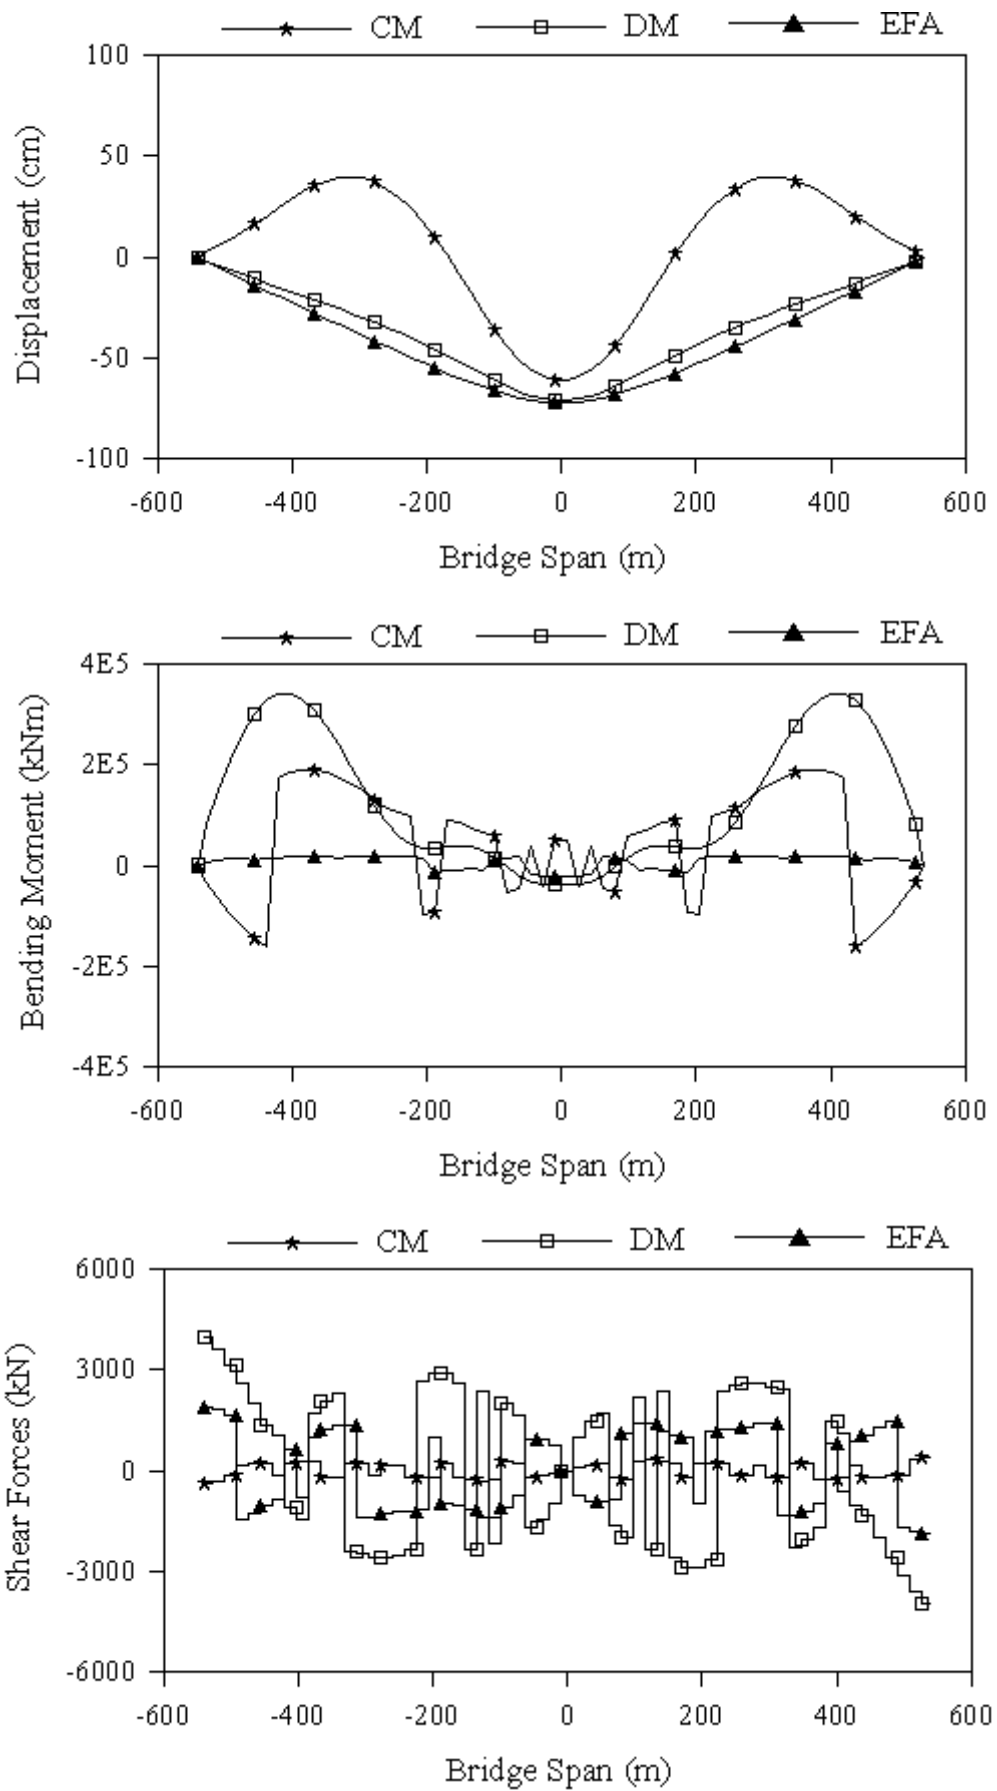 CM DM EFA
100
50
0
-50
-100
Displacement (cm)
-600 -400 -200 0 200 400 600
Bridge Span (m)
CM DM EFA
4E5
2E5
0
-2E5
-4E5
Bending Moment (kNm)
-600 -400 -200 0 200 400 600
Bridge Span (m)
CM DM EFA
6000
3000
0
-3000
-6000
Shear Forces (kN)
-600 -400 -200 0 200 400 600
Bridge Span (m)